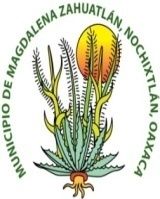 MUNICIPIO DE MAGDALENA ZAHUATLÁN, NOCHIXTLÁN, OAXACA